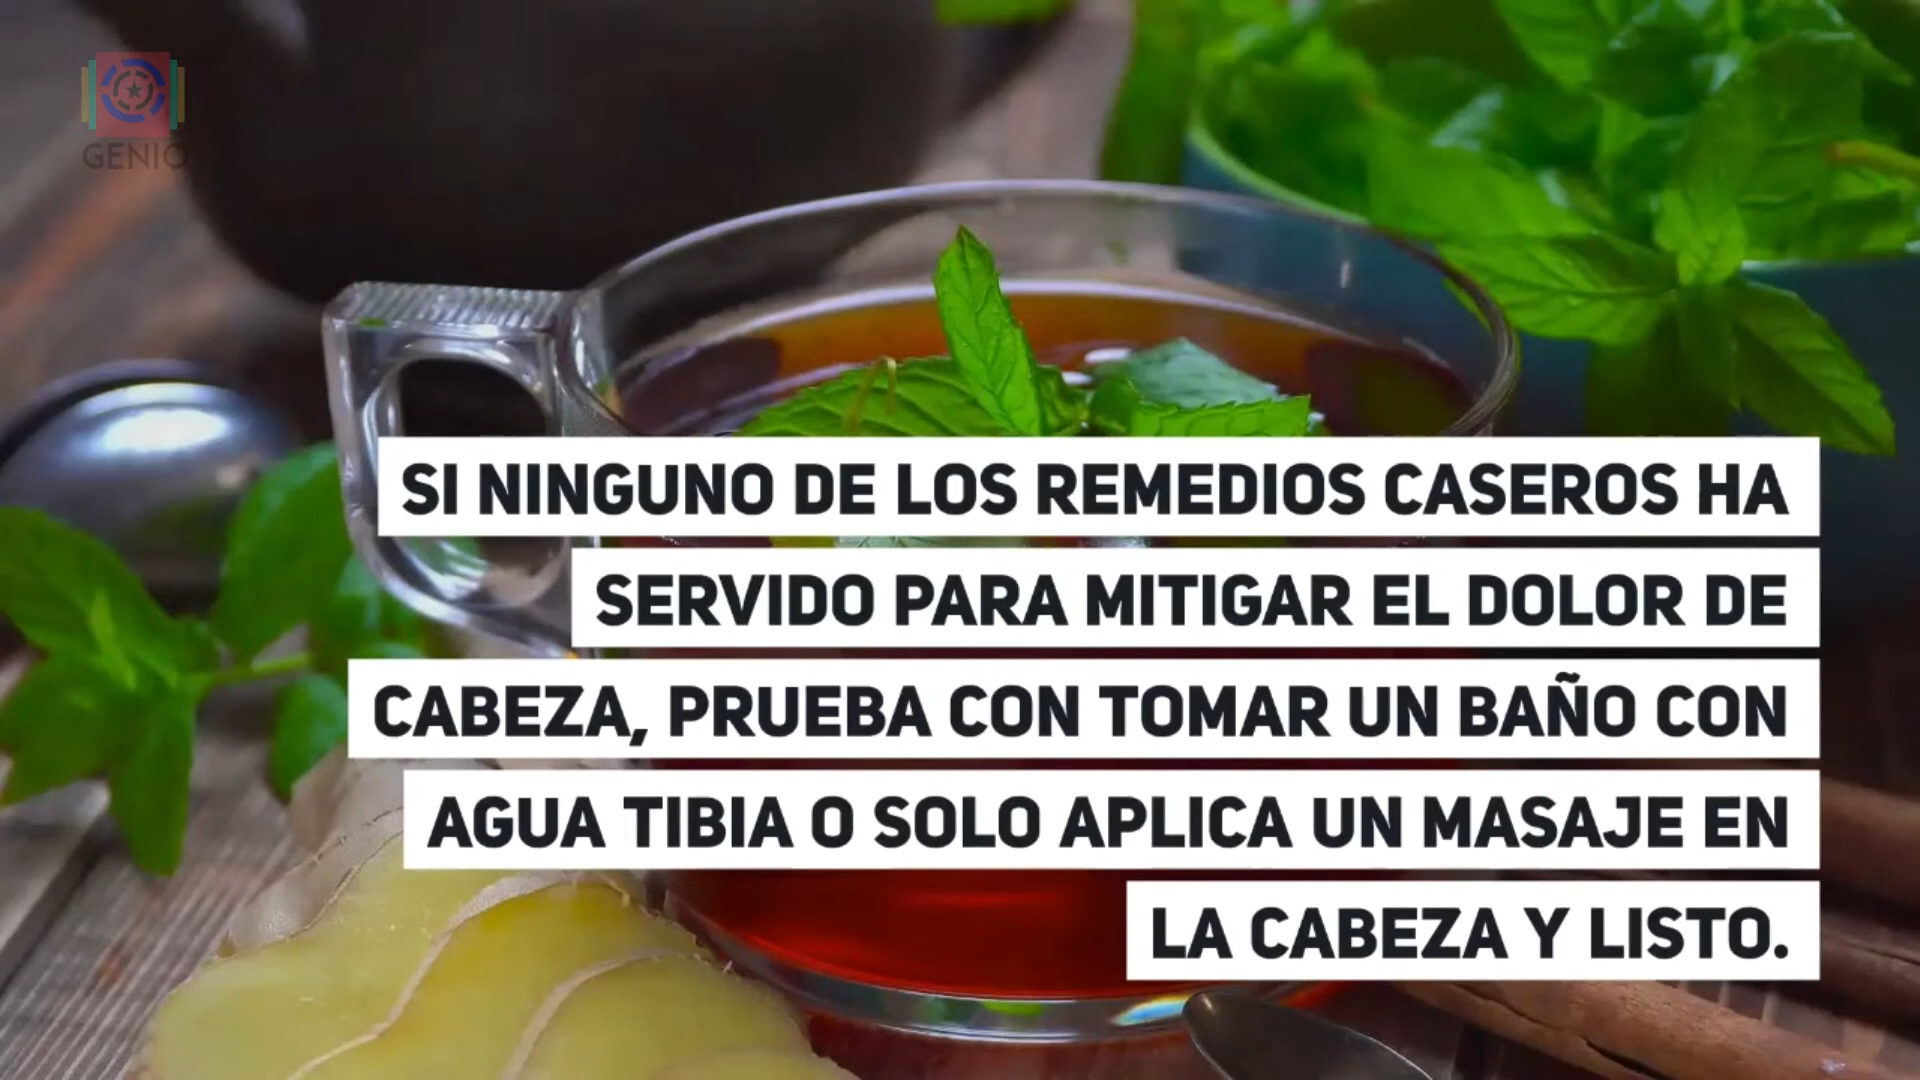 GENIO
SI NINGUNO DE LOS REMEDIOS CASEROS HA
SERVIDO PARA MITIGAR EL DOLOR DE
CABEZA, PRUEBA CON TOMAR UN BAÑO CON
AGUA TIBIA O SOLO APLICA UN MASAJE EN
LA CABEZA Y LISTO.